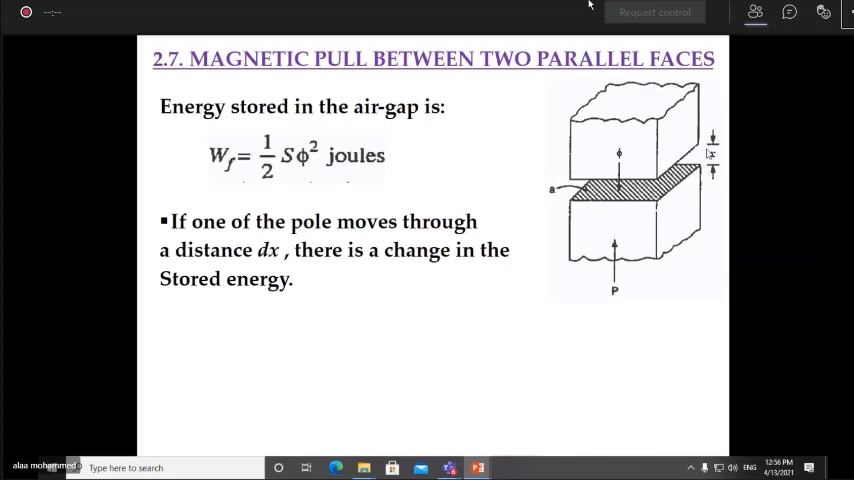 --:--
Request control
2.7. MAGNETIC PULL BETWEEN TWO PARALLEL FACES
Energy stored in the air-gap is:
W_f = 1/2 Sϕ² joules
▪If one of the pole moves through
a distance dx , there is a change in the
Stored energy.
ϕ
x
a
P
alaa mohammed
Type here to search
ENG
12:56 PM
4/13/2021